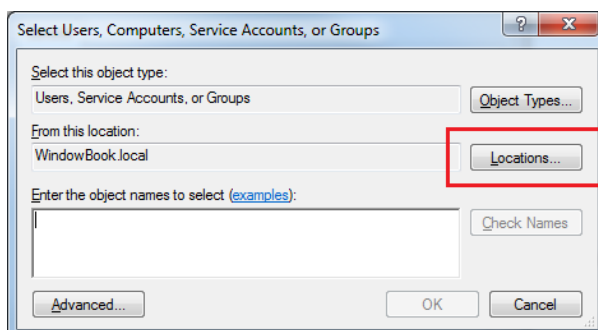 Select Users, Computers, Service Accounts, or Groups
Select this object type:
Users, Service Accounts, or Groups
Object Types...
From this location:
WindowBook.local
Locations...
Enter the object names to select (examples):
Check Names
Advanced...
OK
Cancel